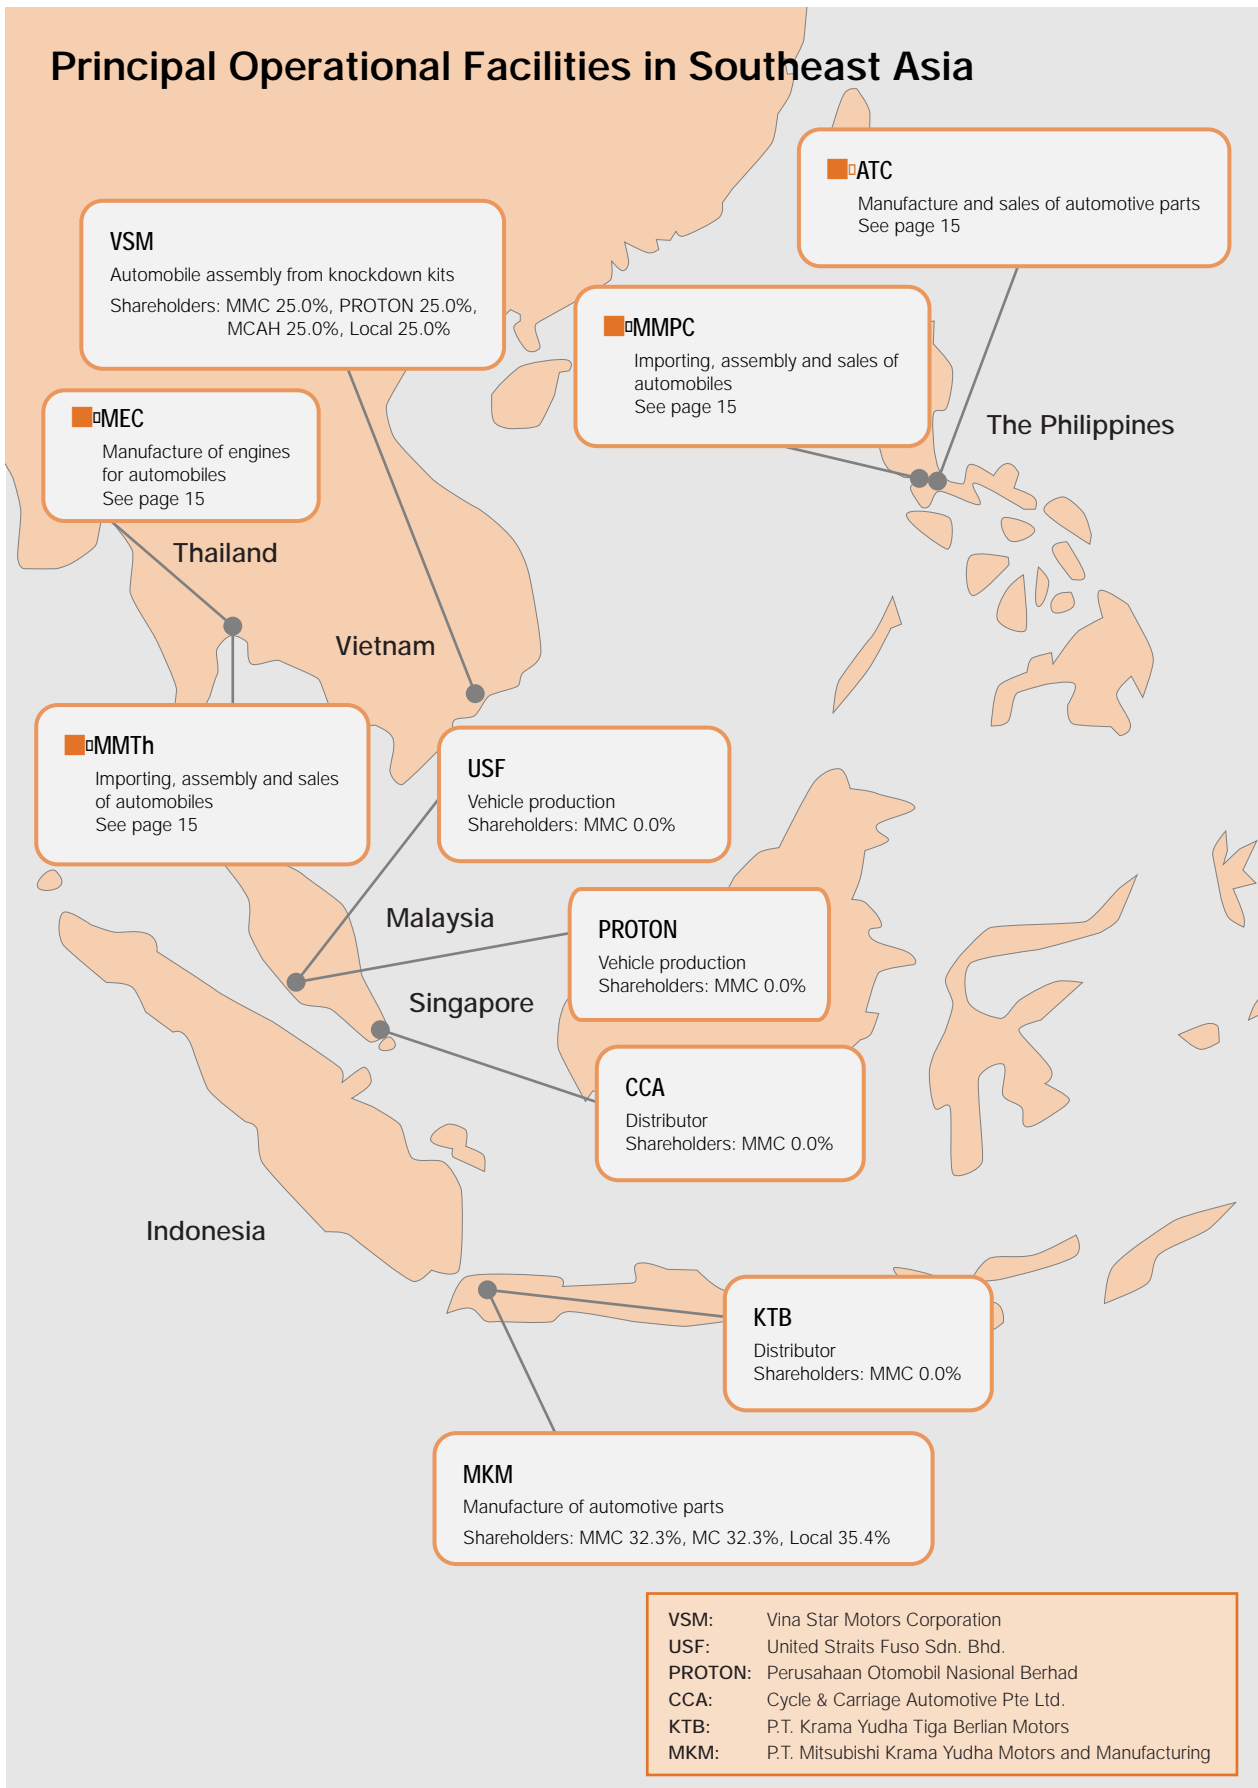 Principal Operational Facilities in Southeast Asia
ATC
Manufacture and sales of automotive parts
See page 15
VSM
Automobile assembly from knockdown kits
Shareholders: MMC 25.0%, PROTON 25.0%,
MCAH 25.0%, Local 25.0%
MMPC
Importing, assembly and sales of
automobiles
See page 15
MEC
Manufacture of engines
for automobiles
See page 15
The Philippines
Thailand
Vietnam
MMTh
Importing, assembly and sales
of automobiles
See page 15
USF
Vehicle production
Shareholders: MMC 0.0%
Malaysia
PROTON
Vehicle production
Shareholders: MMC 0.0%
Singapore
CCA
Distributor
Shareholders: MMC 0.0%
Indonesia
KTB
Distributor
Shareholders: MMC 0.0%
MKM
Manufacture of automotive parts
Shareholders: MMC 32.3%, MC 32.3%, Local 35.4%
VSM: Vina Star Motors Corporation
USF: United Straits Fuso Sdn. Bhd.
PROTON: Perusahaan Otomobil Nasional Berhad
CCA: Cycle & Carriage Automotive Pte Ltd.
KTB: P.T. Krama Yudha Tiga Berlian Motors
MKM: P.T. Mitsubishi Krama Yudha Motors and Manufacturing